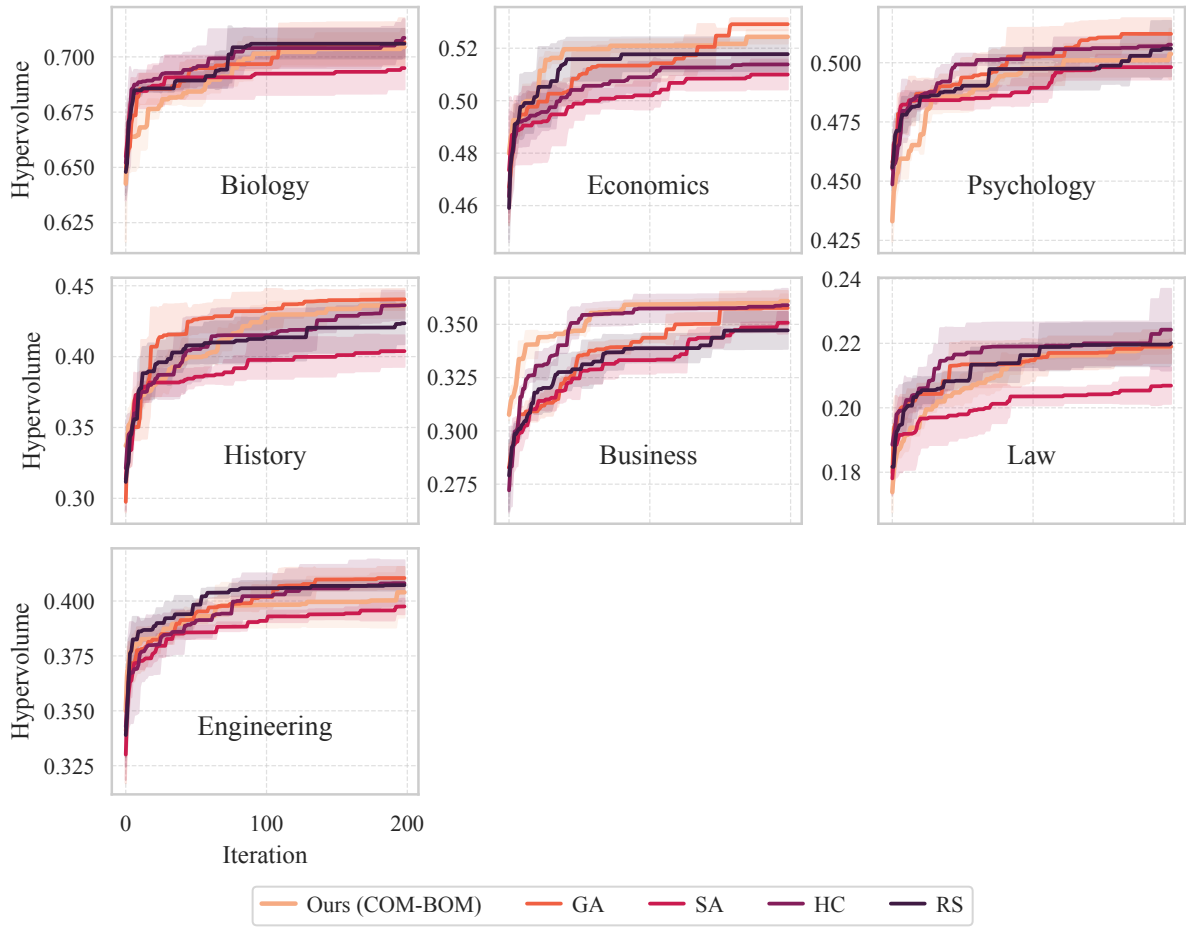 0.700
0.675
0.650
0.625
Hypervolume
Biology
0.52
0.50
0.48
0.46
Economics
0.500
0.475
0.450
0.425
Psychology
0.45
0.40
0.35
0.30
Hypervolume
History
0.350
0.325
0.300
0.275
Business
0.24
0.22
0.20
0.18
Law
0.400
0.375
0.350
0.325
Hypervolume
Engineering
0 100 200
Iteration
Ours (COM-BOM) GA SA HC RS